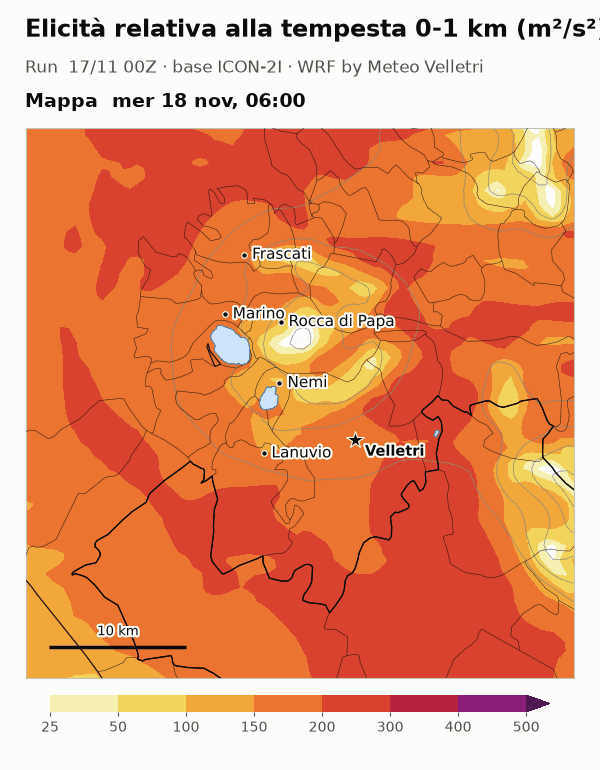 Elicità relativa alla tempesta 0-1 km (m²/s²)
Run 17/11 00Z · base ICON-2I · WRF by Meteo Velletri
Mappa mer 18 nov, 06:00
Frascati
Marino
Rocca di Papa
Nemi
Velletri
Lanuvio
10 km
25 50 100 150 200 300 400 500